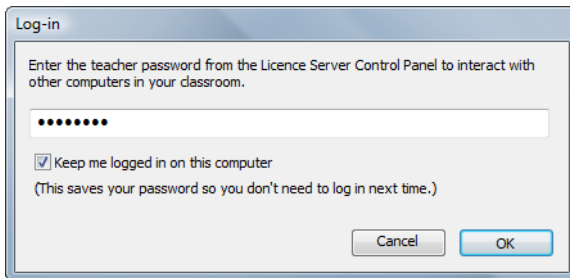 Log-in
Enter the teacher password from the Licence Server Control Panel to interact with
other computers in your classroom.
••••••••
Keep me logged in on this computer
(This saves your password so you don't need to log in next time.)
Cancel OK